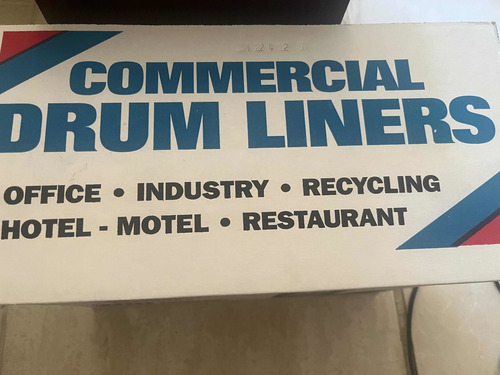 COMMERCIAL
DRUM LINERS
OFFICE • INDUSTRY • RECYCLING
HOTEL - MOTEL • RESTAURANT